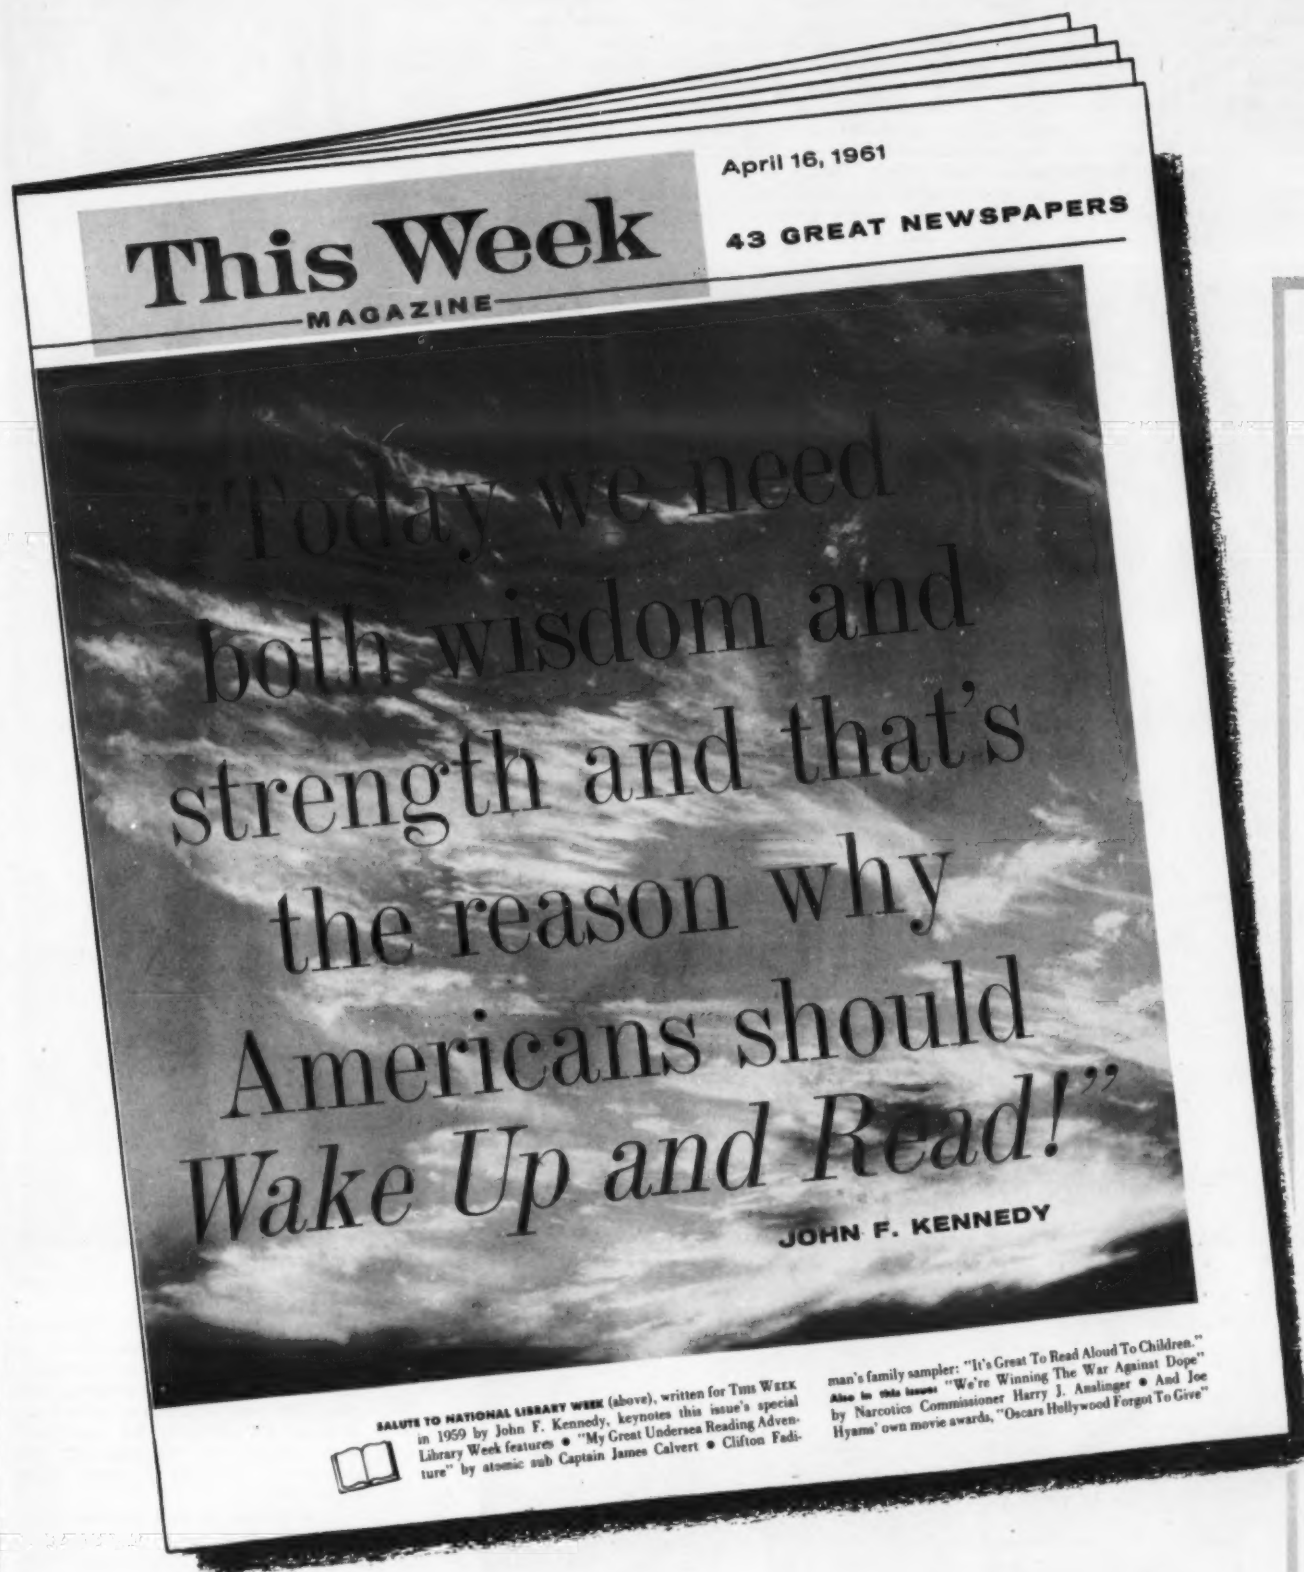 April 16, 1961
This Week
43 GREAT NEWSPAPERS
MAGAZINE
"Today we need
both wisdom and
strength and that's
the reason why
Americans should
Wake Up and Read!"
JOHN F. KENNEDY
SALUTE TO NATIONAL LIBRARY WEEK (above), written for THIS WEEK
in 1959 by John F. Kennedy, keynotes this issue's special
Library Week features • "My Great Undersea Reading Adven-
ture" by atomic sub Captain James Calvert • Clifton Fadi-
man's family sampler: "It's Great To Read Aloud To Children."
Also in this issue: "We're Winning The War Against Dope"
by Narcotics Commissioner Harry J. Anslinger • And Joe
Hyams' own movie awards, "Oscars Hollywood Forgot To Give"